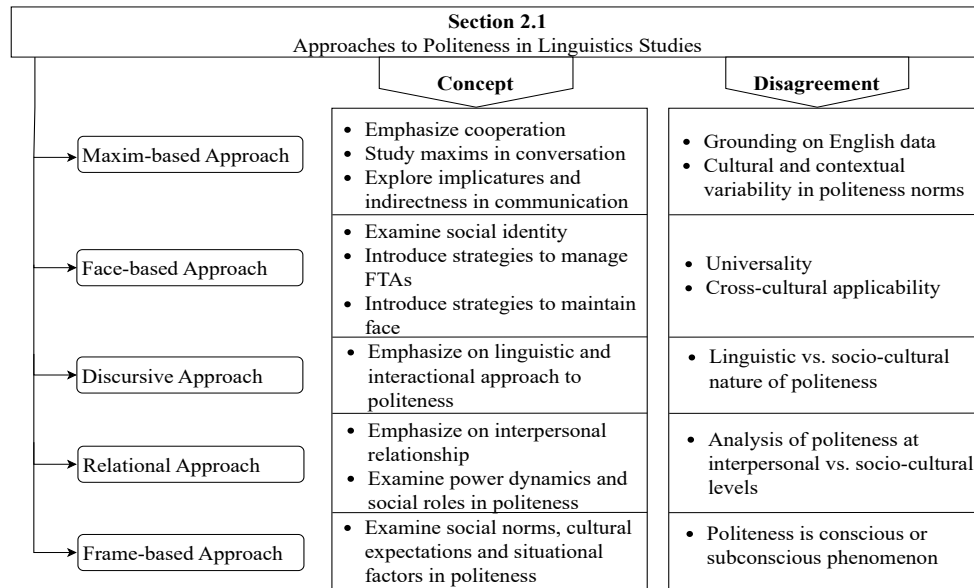 Section 2.1
Approaches to Politeness in Linguistics Studies
Concept
Disagreement
Maxim-based Approach
• Emphasize cooperation
• Study maxims in conversation
• Explore implicatures and
indirectness in communication
• Grounding on English data
• Cultural and contextual
variability in politeness norms
Face-based Approach
• Examine social identity
• Introduce strategies to manage
FTAs
• Introduce strategies to maintain
face
• Universality
• Cross-cultural applicability
Discursive Approach
• Emphasize on linguistic and
interactional approach to
politeness
• Linguistic vs. socio-cultural
nature of politeness
Relational Approach
• Emphasize on interpersonal
relationship
• Examine power dynamics and
social roles in politeness
• Analysis of politeness at
interpersonal vs. socio-cultural
levels
Frame-based Approach
• Examine social norms, cultural
expectations and situational
factors in politeness
• Politeness is conscious or
subconscious phenomenon